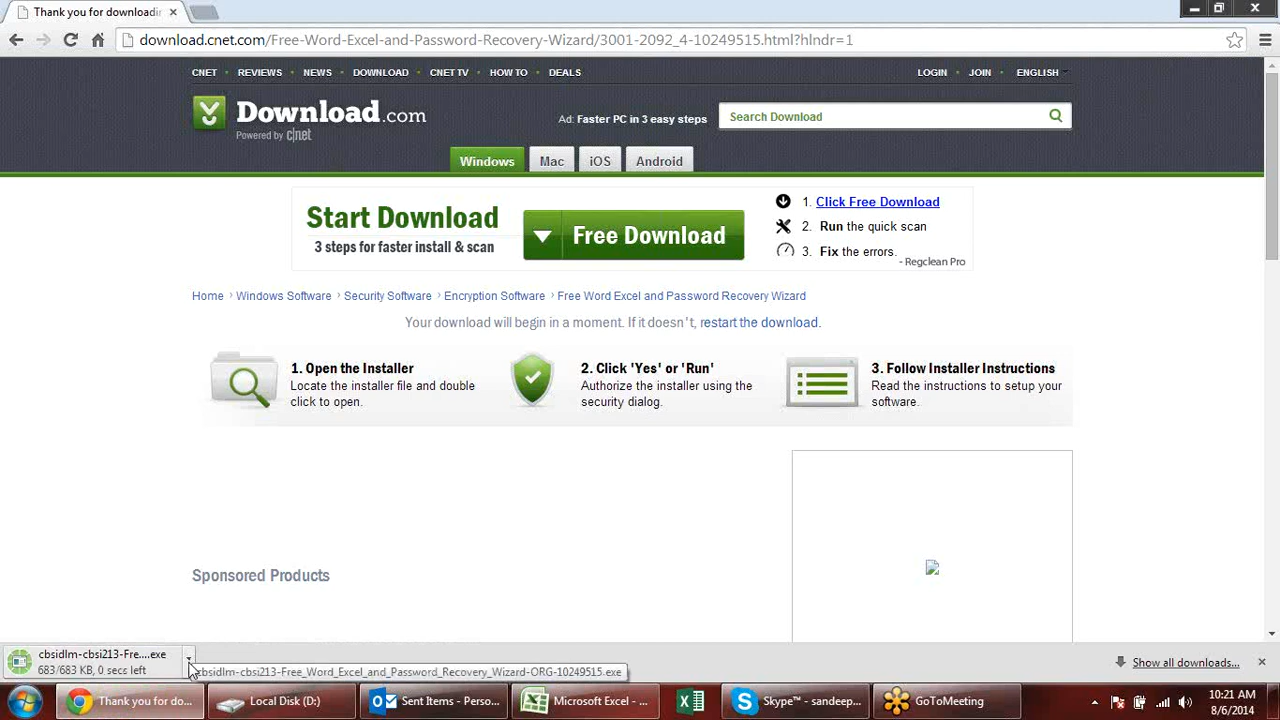 Thank you for downloadin
download.cnet.com/Free-Word-Excel-and-Password-Recovery-Wizard/3001-2092_4-10249515.html?hlndr=1
CNET REVIEWS NEWS DOWNLOAD CNET TV HOW TO DEALS LOGIN JOIN ENGLISH
Download.com
Powered by c|net
Ad: Faster PC in 3 easy steps
Search Download
Windows Mac iOS Android
Start Download
3 steps for faster install & scan
Free Download
1. Click Free Download
2. Run the quick scan
3. Fix the errors.
- Regclean Pro
Home › Windows Software › Security Software › Encryption Software › Free Word Excel and Password Recovery Wizard
Your download will begin in a moment. If it doesn't, restart the download.
1. Open the Installer
Locate the installer file and double
click to open.
2. Click 'Yes' or 'Run'
Authorize the installer using the
security dialog.
3. Follow Installer Instructions
Read the instructions to setup your
software.
Sponsored Products
cbsidlm-cbsi213-Fre....exe
683/683 KB, 0 secs left
cbsidlm-cbsi213-Free_Word_Excel_and_Password_Recovery_Wizard-ORG-10249515.exe
Show all downloads...
Thank you for do...
Local Disk (D:)
Sent Items - Perso...
Microsoft Excel - ...
Skype™ - sandeep...
GoToMeeting
10:21 AM
8/6/2014